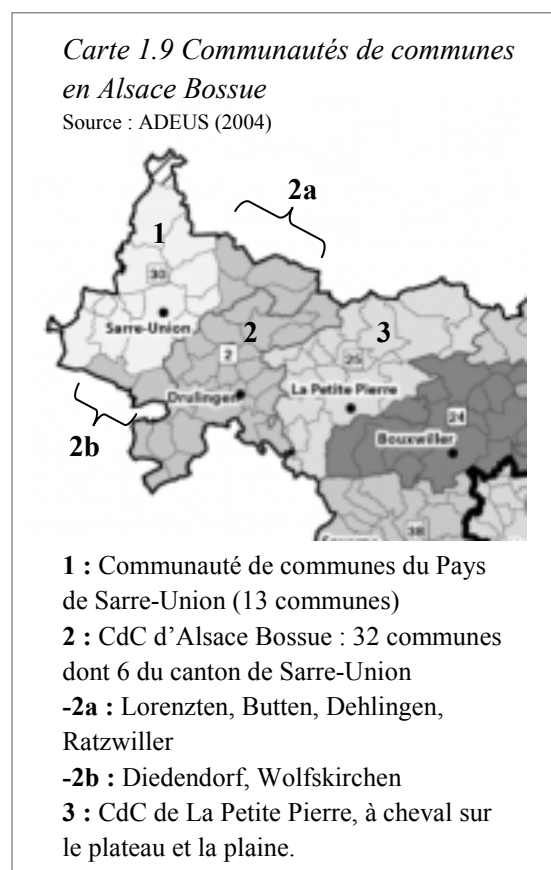 Carte 1.9 Communautés de communes
en Alsace Bossue
Source : ADEUS (2004)
2a
1
30
Sarre-Union
2
3
2
25
Drulingen
La Petite Pierre
24
2b
Bouxwiller
38
1 : Communauté de communes du Pays
de Sarre-Union (13 communes)
2 : CdC d’Alsace Bossue : 32 communes
dont 6 du canton de Sarre-Union
-2a : Lorenzten, Butten, Dehlingen,
Ratzwiller
-2b : Diedendorf, Wolfskirchen
3 : CdC de La Petite Pierre, à cheval sur
le plateau et la plaine.